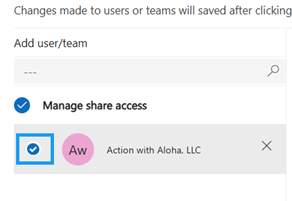 Changes made to users or teams will saved after clicking
Add user/team
---
Manage share access
Aw
Action with Aloha, LLC